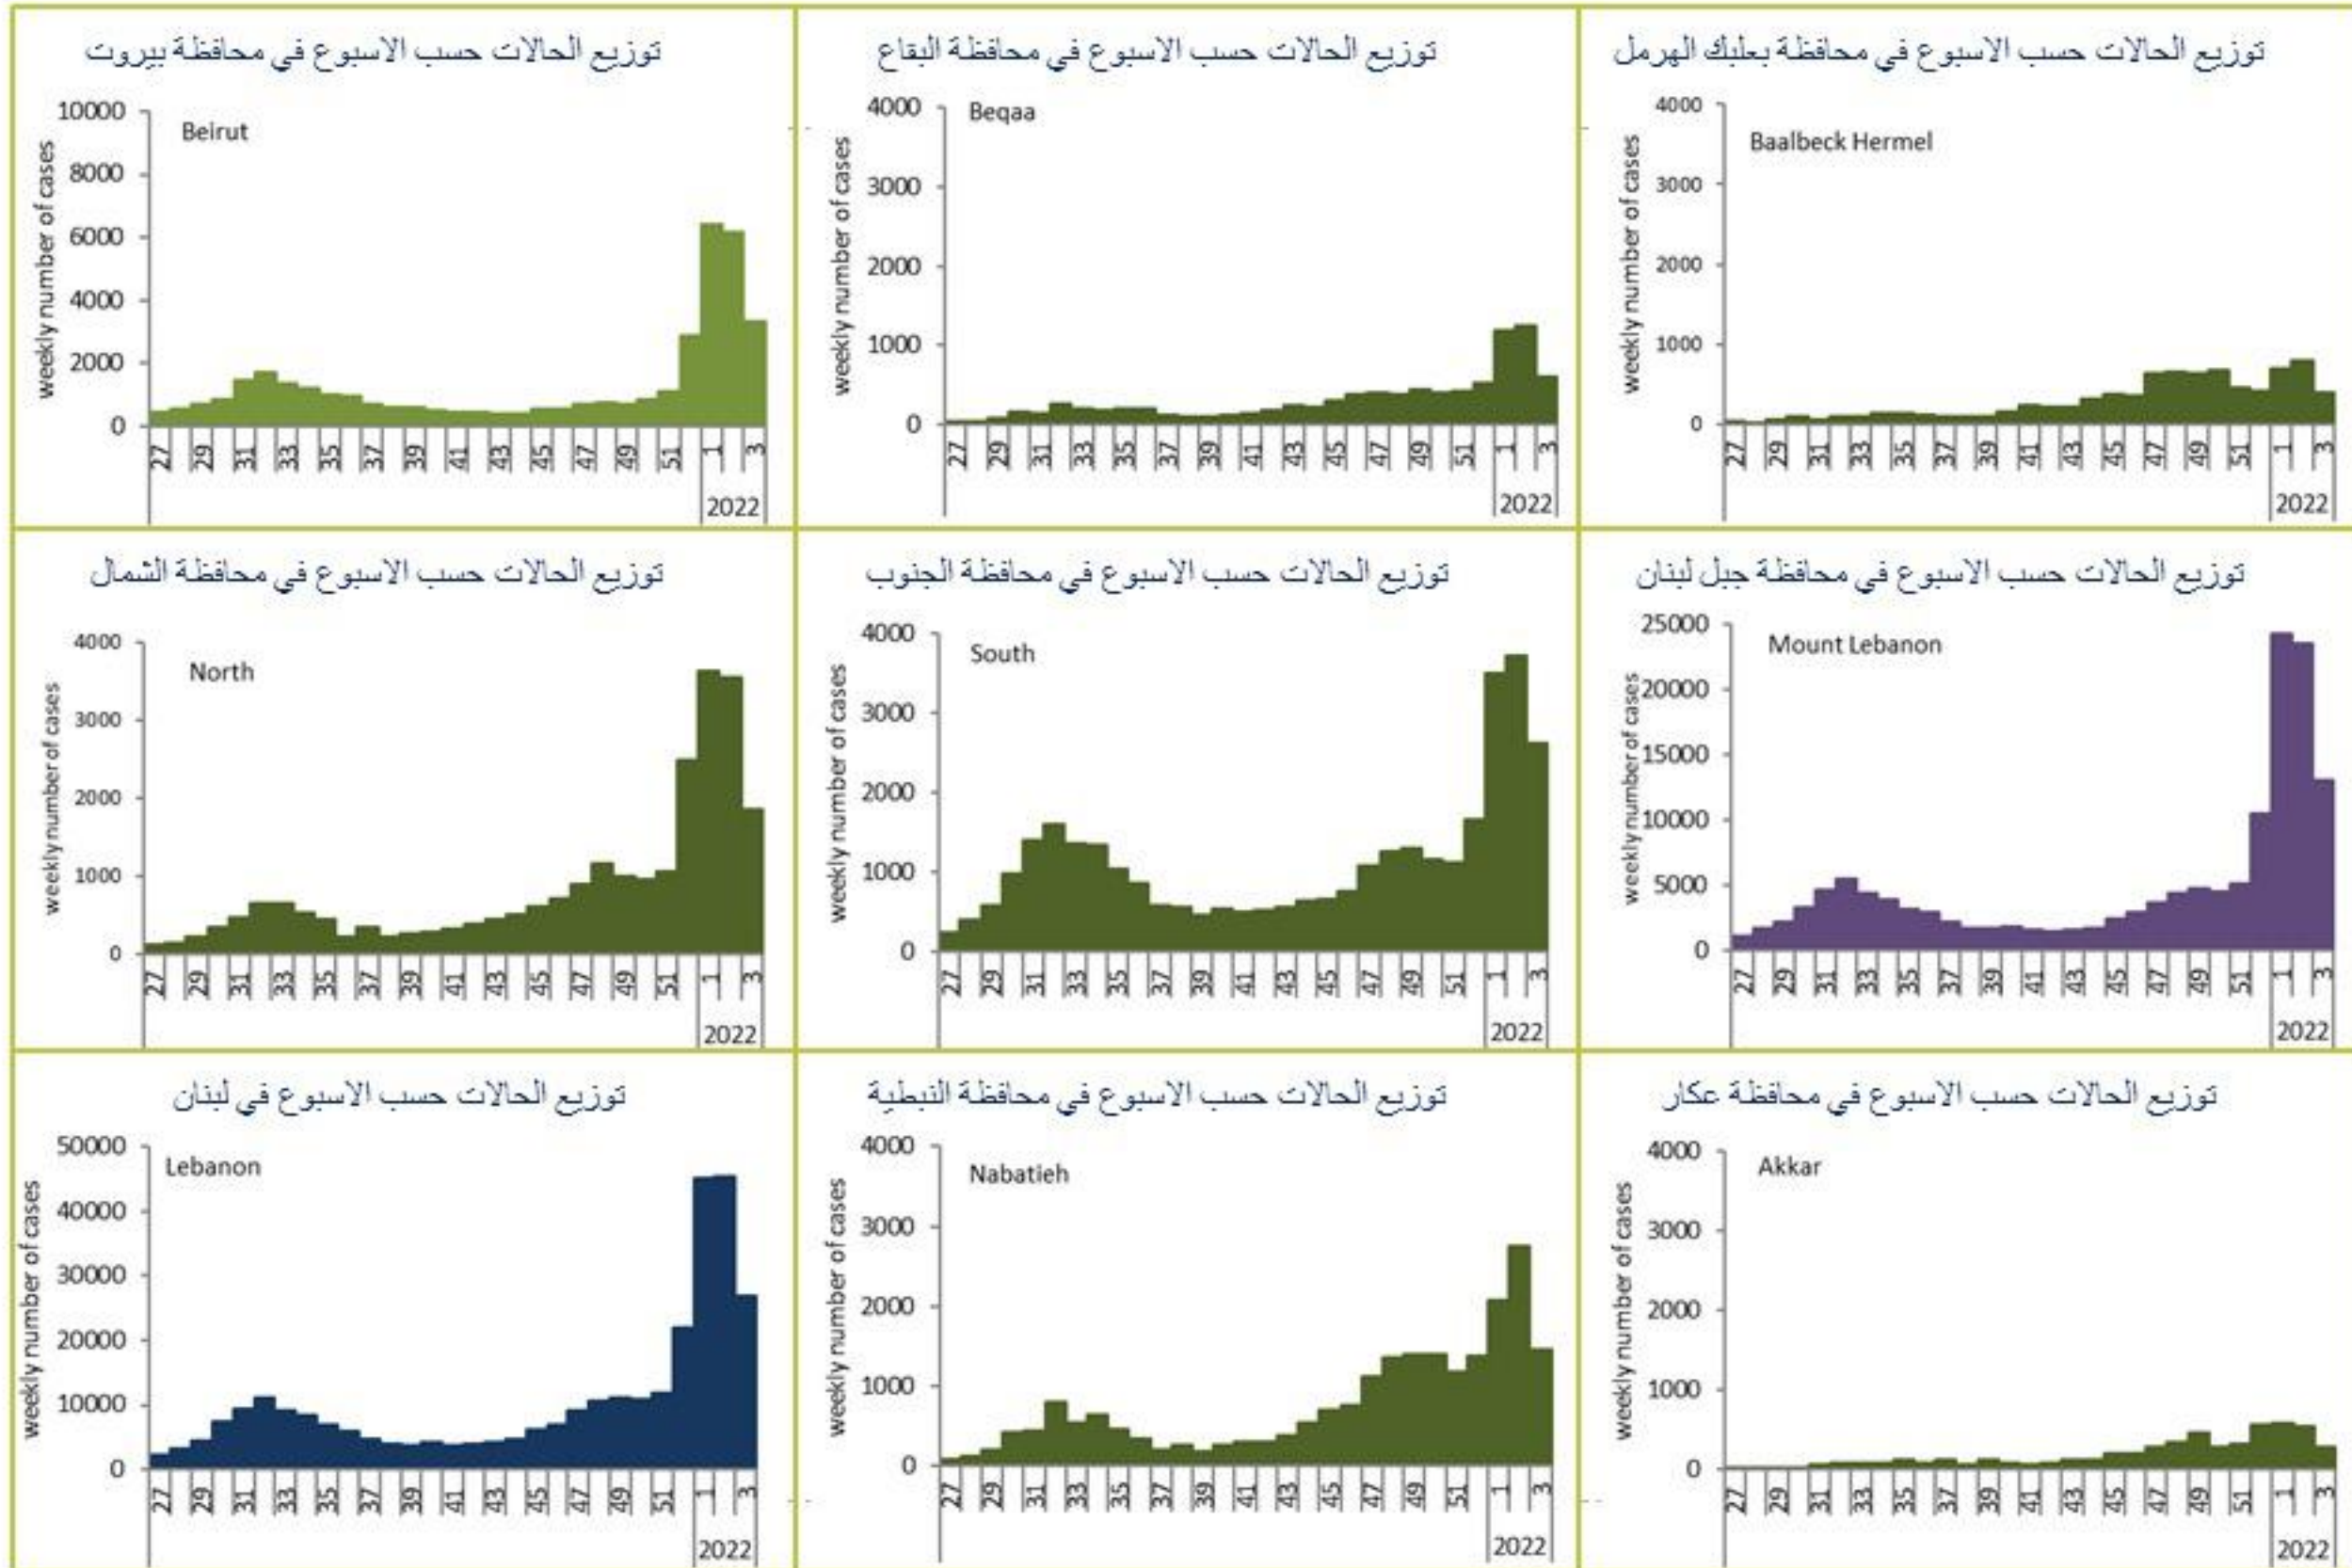 توزيع الحالات حسب الاسبوع في محافظة بيروت
Beirut
weekly number of cases
10000
8000
6000
4000
2000
0
27 29 31 33 35 37 39 41 43 45 47 49 51 1 3
2022
توزيع الحالات حسب الاسبوع في محافظة البقاع
Beqaa
weekly number of cases
4000
3000
2000
1000
0
27 29 31 33 35 37 39 41 43 45 47 49 51 1 3
2022
توزيع الحالات حسب الاسبوع في محافظة بعلبك الهرمل
Baalbeck Hermel
weekly number of cases
4000
3000
2000
1000
0
27 29 31 33 35 37 39 41 43 45 47 49 51 1 3
2022
توزيع الحالات حسب الاسبوع في محافظة الشمال
North
weekly number of cases
4000
3000
2000
1000
0
27 29 31 33 35 37 39 41 43 45 47 49 51 1 3
2022
توزيع الحالات حسب الاسبوع في محافظة الجنوب
South
weekly number of cases
4000
3000
2000
1000
0
27 29 31 33 35 37 39 41 43 45 47 49 51 1 3
2022
توزيع الحالات حسب الاسبوع في محافظة جبل لبنان
Mount Lebanon
weekly number of cases
25000
20000
15000
10000
5000
0
27 29 31 33 35 37 39 41 43 45 47 49 51 1 3
2022
توزيع الحالات حسب الاسبوع في لبنان
Lebanon
weekly number of cases
50000
40000
30000
20000
10000
0
27 29 31 33 35 37 39 41 43 45 47 49 51 1 3
2022
توزيع الحالات حسب الاسبوع في محافظة النبطية
Nabatieh
weekly number of cases
4000
3000
2000
1000
0
27 29 31 33 35 37 39 41 43 45 47 49 51 1 3
2022
توزيع الحالات حسب الاسبوع في محافظة عكار
Akkar
weekly number of cases
4000
3000
2000
1000
0
27 29 31 33 35 37 39 41 43 45 47 49 51 1 3
2022